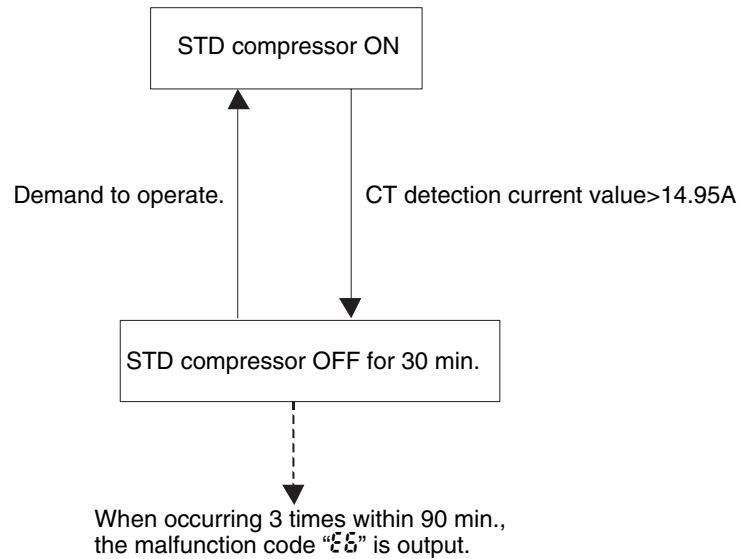 STD compressor ON
Demand to operate.
CT detection current value>14.95A
STD compressor OFF for 30 min.
When occurring 3 times within 90 min.,
the malfunction code “E6” is output.